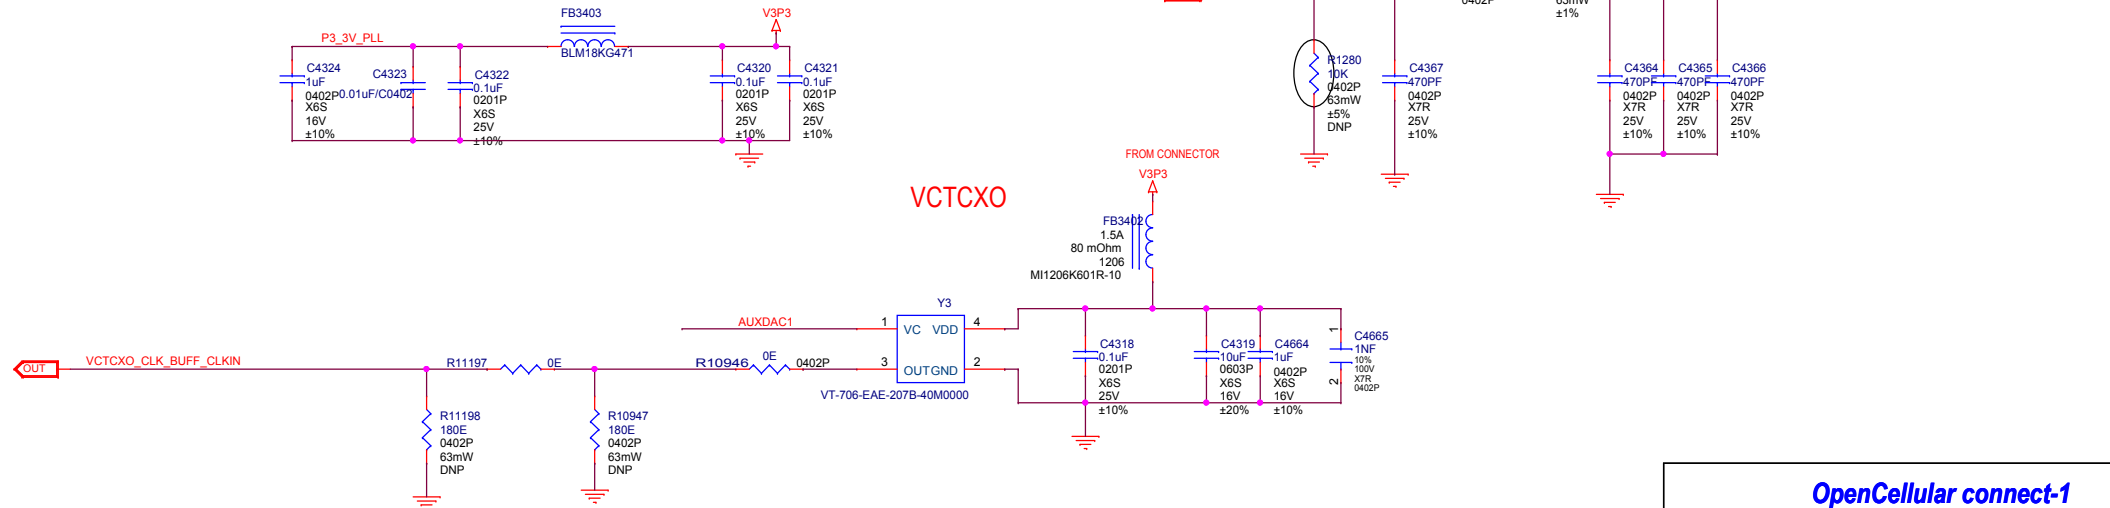 FB3403
V3P3
P3_3V_PLL
BLM18KG471
C4324
1uF
0402P
X6S
16V
±10%
C4323
0.01uF/C0402
C4322
0.1uF
0201P
X6S
25V
±10%
C4320
0.1uF
0201P
X6S
25V
±10%
C4321
0.1uF
0201P
X6S
25V
±10%
R1280
10K
0402P
63mW
±5%
DNP
C4367
470PF
0402P
X7R
25V
±10%
0402P
63mW
±1%
C4364
470PF
0402P
X7R
25V
±10%
C4365
470PF
0402P
X7R
25V
±10%
C4366
470PF
0402P
X7R
25V
±10%
FROM CONNECTOR
V3P3
VCTCXO
FB3402
1.5A
80 mOhm
1206
MI1206K601R-10
Y3
AUXDAC1
1
VC
VDD
4
3
OUT
GND
2
VT-706-EAE-207B-40M0000
OUT
VCTCXO_CLK_BUFF_CLKIN
R11197
0E
R10946
0E
0402P
R11198
180E
0402P
63mW
DNP
R10947
180E
0402P
63mW
DNP
C4318
0.1uF
0201P
X6S
25V
±10%
C4319
10uF
0603P
X6S
16V
±20%
C4664
1uF
0402P
X6S
16V
±10%
1
2
C4665
1NF
10%
100V
X7R
0402P
OpenCellular connect-1